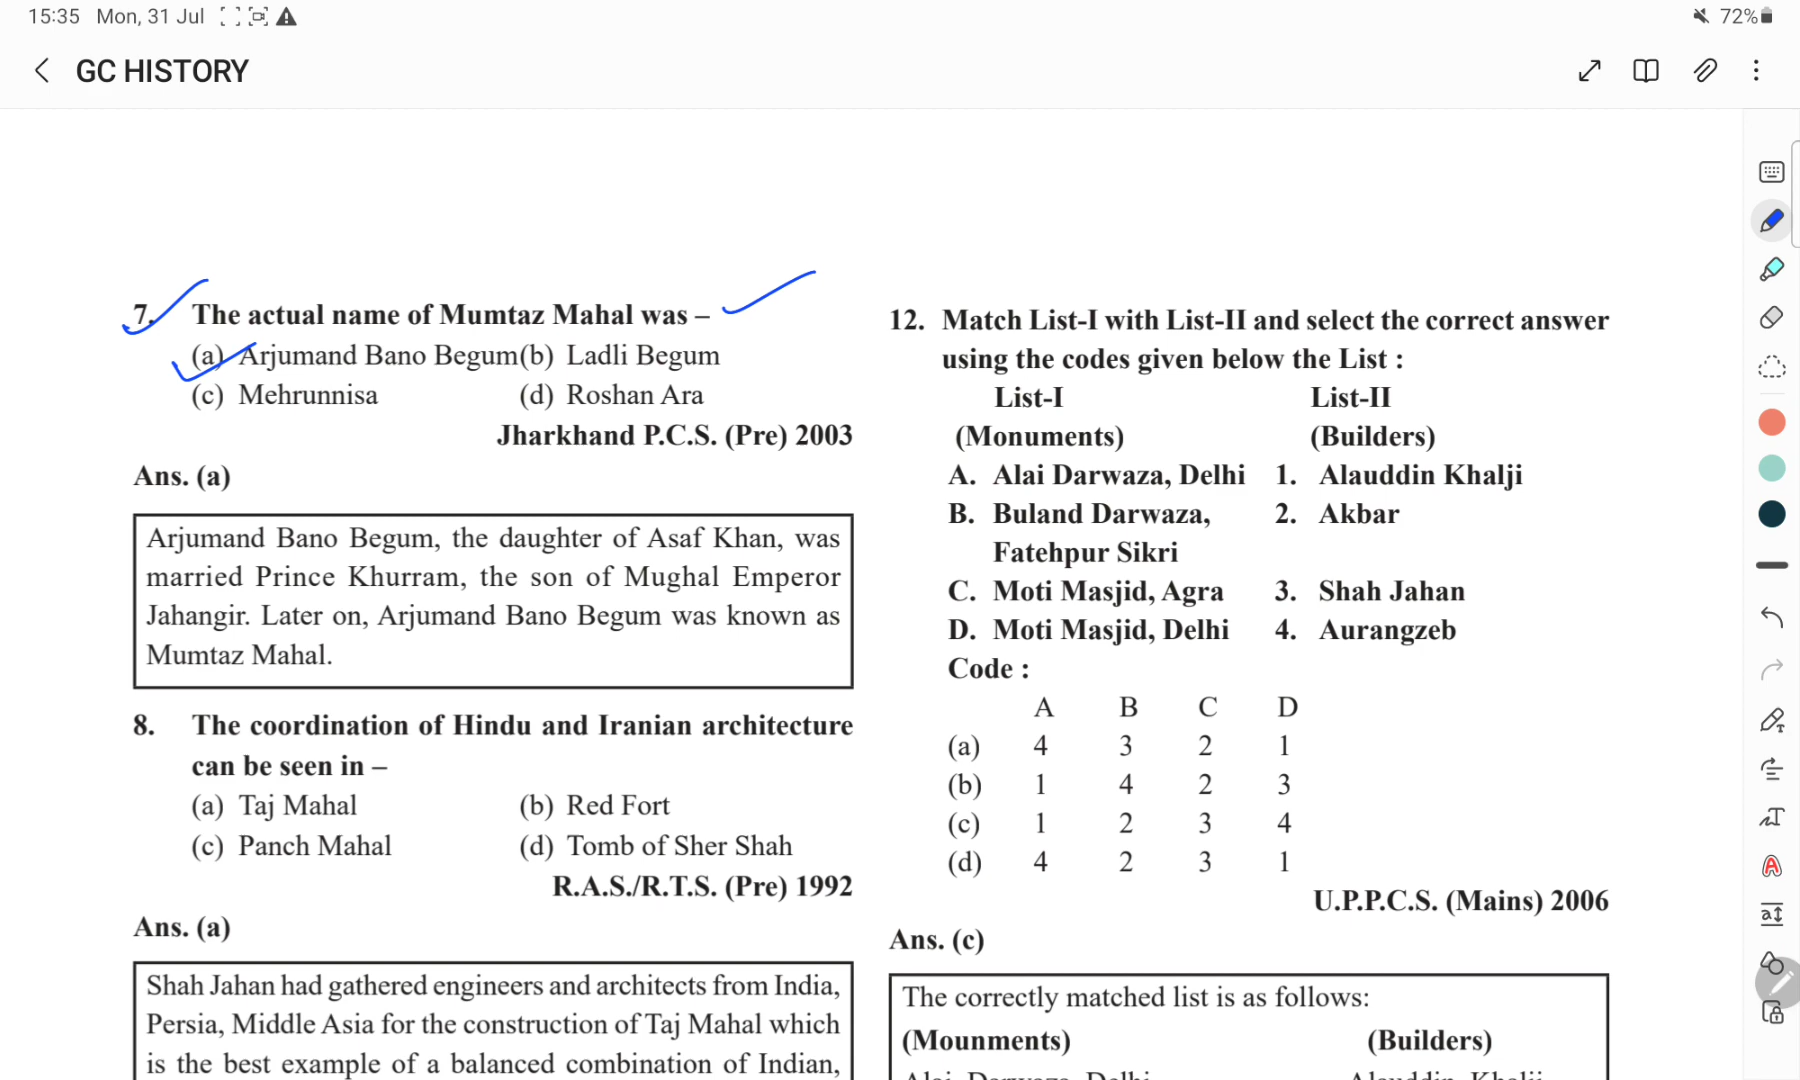 15:35 Mon, 31 Jul
72%
GC HISTORY
7. The actual name of Mumtaz Mahal was –
(a) Arjumand Bano Begum(b) Ladli Begum
(c) Mehrunnisa (d) Roshan Ara
Jharkhand P.C.S. (Pre) 2003
Ans. (a)
Arjumand Bano Begum, the daughter of Asaf Khan, was
married Prince Khurram, the son of Mughal Emperor
Jahangir. Later on, Arjumand Bano Begum was known as
Mumtaz Mahal.
8. The coordination of Hindu and Iranian architecture
can be seen in –
(a) Taj Mahal (b) Red Fort
(c) Panch Mahal (d) Tomb of Sher Shah
R.A.S./R.T.S. (Pre) 1992
Ans. (a)
Shah Jahan had gathered engineers and architects from India,
Persia, Middle Asia for the construction of Taj Mahal which
is the best example of a balanced combination of Indian,
12. Match List-I with List-II and select the correct answer
using the codes given below the List :
List-I List-II
(Monuments) (Builders)
A. Alai Darwaza, Delhi 1. Alauddin Khalji
B. Buland Darwaza, 2. Akbar
Fatehpur Sikri
C. Moti Masjid, Agra 3. Shah Jahan
D. Moti Masjid, Delhi 4. Aurangzeb
Code :
A B C D
(a) 4 3 2 1
(b) 1 4 2 3
(c) 1 2 3 4
(d) 4 2 3 1
U.P.P.C.S. (Mains) 2006
Ans. (c)
The correctly matched list is as follows:
(Mounments) (Builders)
Alai Darwaza, Delhi Alauddin Khalji